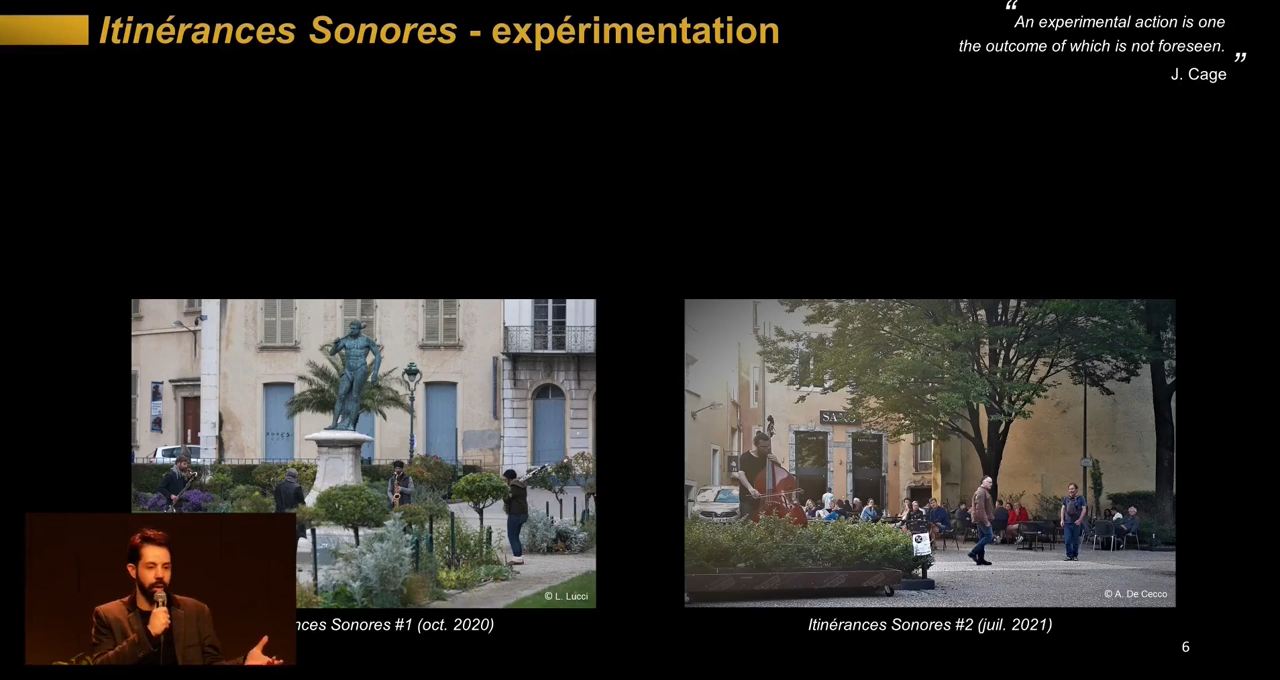 Itinérances Sonores - expérimentation
“
An experimental action is one
the outcome of which is not foreseen.
”
J. Cage
© L. Lucci
© A. De Cecco
nces Sonores #1 (oct. 2020)
Itinérances Sonores #2 (juil. 2021)
6